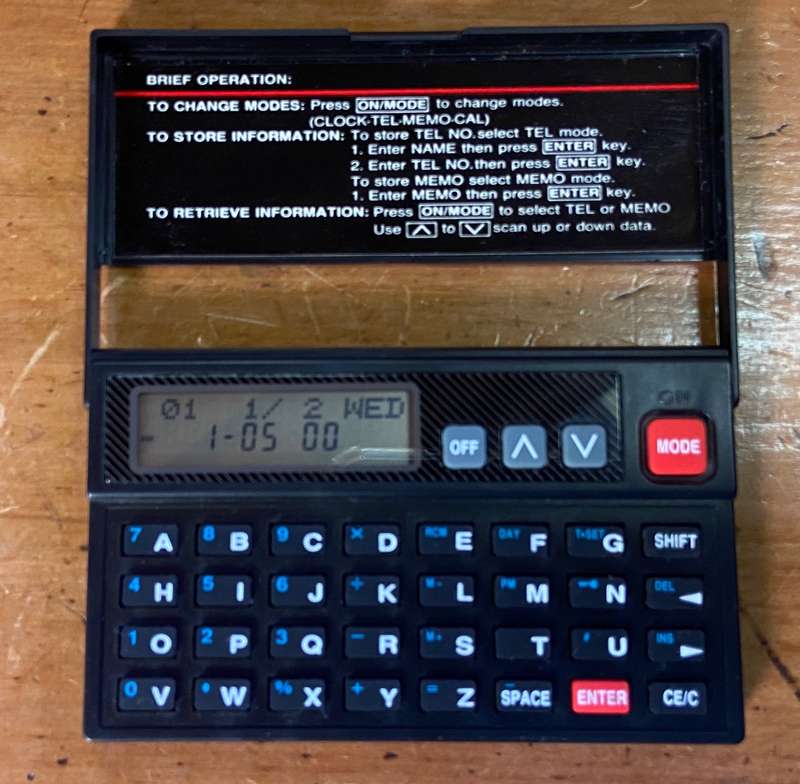 BRIEF OPERATION:
TO CHANGE MODES: Press ON/MODE to change modes.
(CLOCK-TEL-MEMO-CAL)
TO STORE INFORMATION: To store TEL NO.select TEL mode.
1. Enter NAME then press ENTER key.
2. Enter TEL NO.then press ENTER key.
To store MEMO select MEMO mode.
1. Enter MEMO then press ENTER key.
TO RETRIEVE INFORMATION: Press ON/MODE to select TEL or MEMO
Use ∧ to ∨ scan up or down data.
01 1/ 2 WED
1-05 00
OFF ∧ ∨ MODE
7 A 8 B 9 C × D RCM E DAY F T•SET G SHIFT
4 H 5 I 6 J ÷ K M- L PM M N DEL ◄
1 O 2 P 3 Q − R M+ S T # U INS ►
0 V • W % X + Y = Z SPACE ENTER CE/C